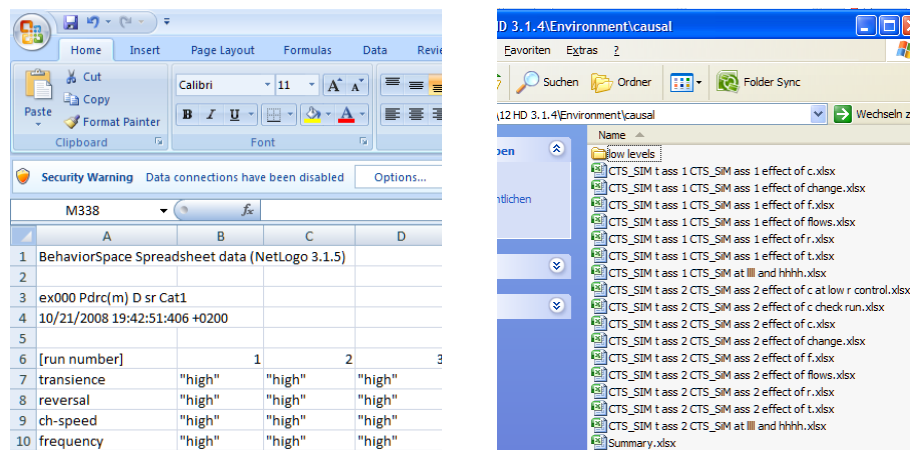 Home Insert Page Layout Formulas Data Revie
Cut
Copy
Paste
Format Painter
Clipboard
Calibri 11 A A
B I U A
Font
Security Warning Data connections have been disabled Options...
M338 fx
A B C D
1 BehaviorSpace Spreadsheet data (NetLogo 3.1.5)
2
3 ex000 Pdrc(m) D sr Cat1
4 10/21/2008 19:42:51:406 +0200
5
6 [run number] 1 2 3
7 transience "high" "high" "high"
8 reversal "high" "high" "high"
9 ch-speed "high" "high" "high"
10 frequency "high" "high" "high"
D 3.1.4\Environment\causal
Favoriten Extras ?
Suchen Ordner Folder Sync
\12 HD 3.1.4\Environment\causal Wechseln z
Name
low levels
CTS_SIM t ass 1 CTS_SiM ass 1 effect of c.xlsx
CTS_SIM t ass 1 CTS_SiM ass 1 effect of change.xlsx
CTS_SIM t ass 1 CTS_SiM ass 1 effect of f.xlsx
CTS_SIM t ass 1 CTS_SiM ass 1 effect of flows.xlsx
CTS_SIM t ass 1 CTS_SiM ass 1 effect of r.xlsx
CTS_SIM t ass 1 CTS_SiM ass 1 effect of t.xlsx
CTS_SIM t ass 1 CTS_SiM at llll and hhhh.xlsx
CTS_SIM t ass 2 CTS_SiM ass 2 effect of c at low r control.xlsx
CTS_SIM t ass 2 CTS_SiM ass 2 effect of c check run.xlsx
CTS_SIM t ass 2 CTS_SiM ass 2 effect of c.xlsx
CTS_SIM t ass 2 CTS_SiM ass 2 effect of change.xlsx
CTS_SIM t ass 2 CTS_SiM ass 2 effect of f.xlsx
CTS_SIM t ass 2 CTS_SiM ass 2 effect of flows.xlsx
CTS_SIM t ass 2 CTS_SiM ass 2 effect of r.xlsx
CTS_SIM t ass 2 CTS_SiM ass 2 effect of t.xlsx
CTS_SIM t ass 2 CTS_SiM at llll and hhhh.xlsx
Summary.xlsx
ben
ntlichen